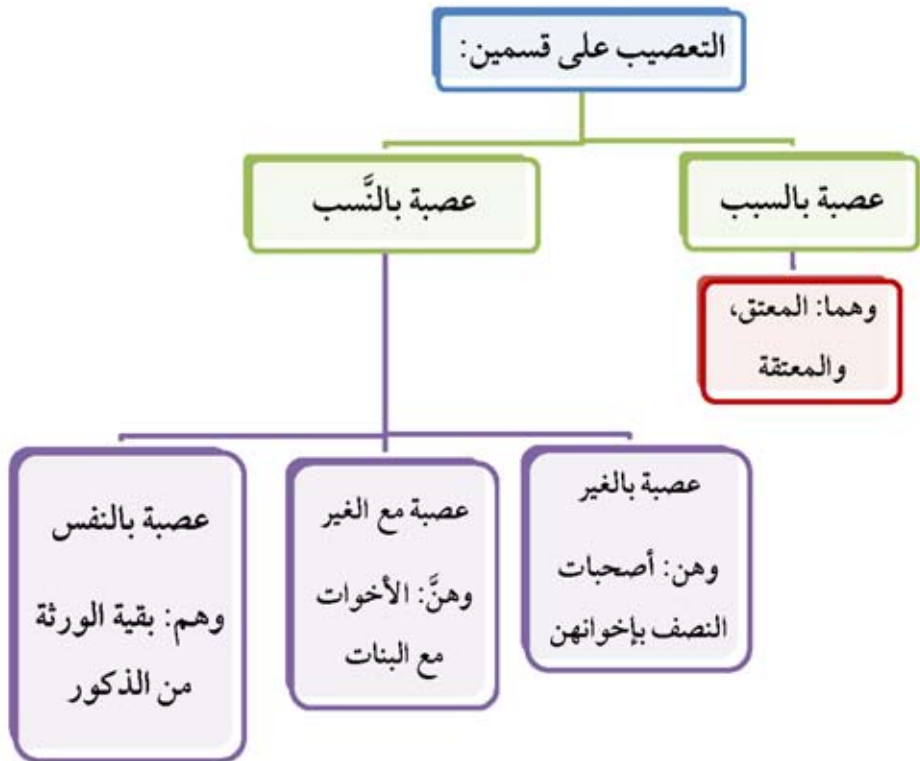 التعصيب على قسمين:
عصبة بالسبب
عصبة بالنَّسب
وهما: المعتق،
والمعتقة
عصبة بالغير
وهن: أصحبات
النصف بإخوانهن
عصبة مع الغير
وهنَّ: الأخوات
مع البنات
عصبة بالنفس
وهم: بقية الورثة
من الذكور